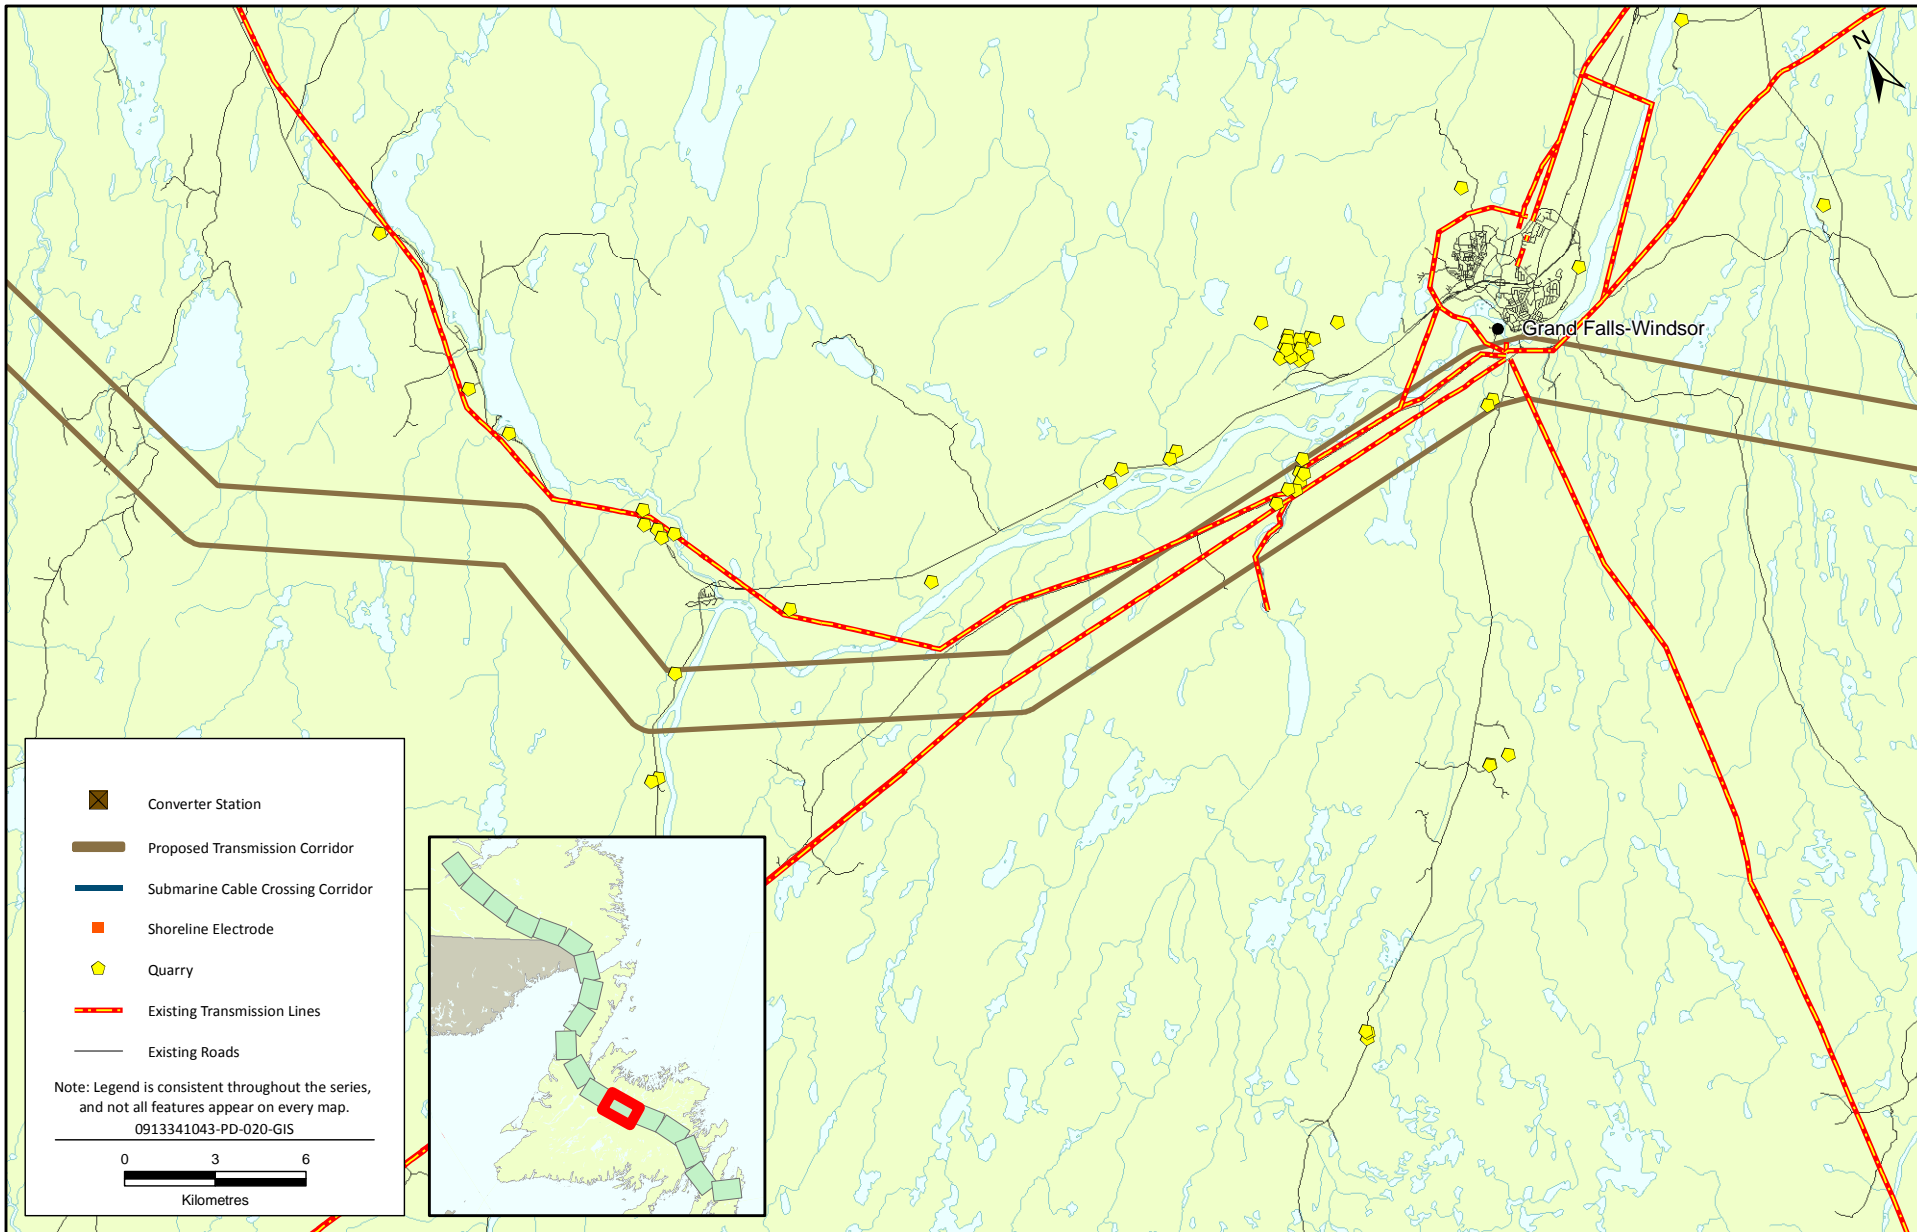 N
Grand Falls-Windsor
Converter Station
Proposed Transmission Corridor
Submarine Cable Crossing Corridor
Shoreline Electrode
Quarry
Existing Transmission Lines
Existing Roads
Note: Legend is consistent throughout the series,
and not all features appear on every map.
0913341043-PD-020-GIS
0 3 6
Kilometres